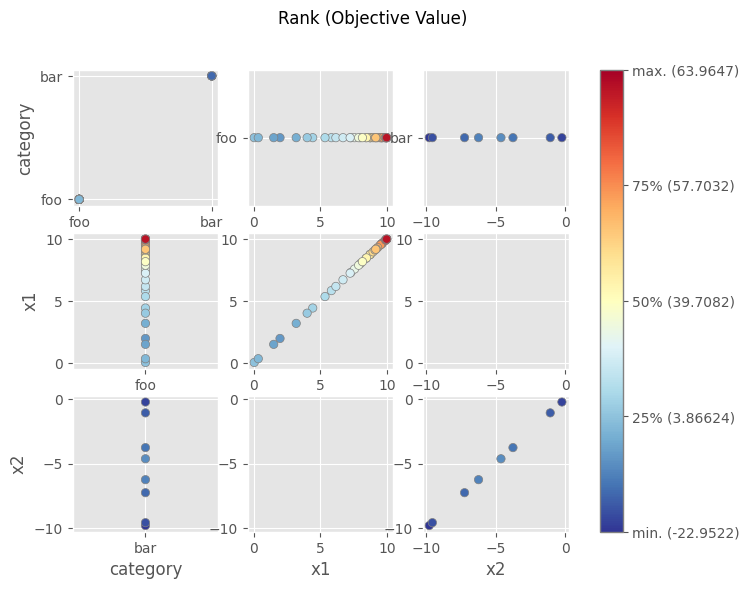 Rank (Objective Value)
max. (63.9647)
75% (57.7032)
50% (39.7082)
25% (3.86624)
min. (-22.9522)
category
bar
foo
foo
bar
foo
0
5
10
bar
−10
−5
0
x1
10
5
0
foo
0
5
10
−10
−5
0
x2
0
−5
−10
bar
category
0
−5
−10
0
5
10
x1
0
−5
−10
−10
−5
0
x2